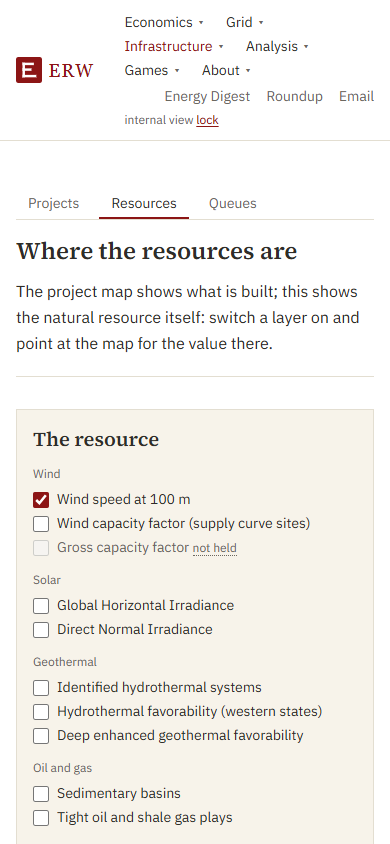 Economics
Grid
Infrastructure
Analysis
E ERW
Games
About
Energy Digest
Roundup
Email
internal view lock
Projects
Resources
Queues
Where the resources are
The project map shows what is built; this shows
the natural resource itself: switch a layer on and
point at the map for the value there.
The resource
Wind
Wind speed at 100 m
Wind capacity factor (supply curve sites)
Gross capacity factor not held
Solar
Global Horizontal Irradiance
Direct Normal Irradiance
Geothermal
Identified hydrothermal systems
Hydrothermal favorability (western states)
Deep enhanced geothermal favorability
Oil and gas
Sedimentary basins
Tight oil and shale gas plays